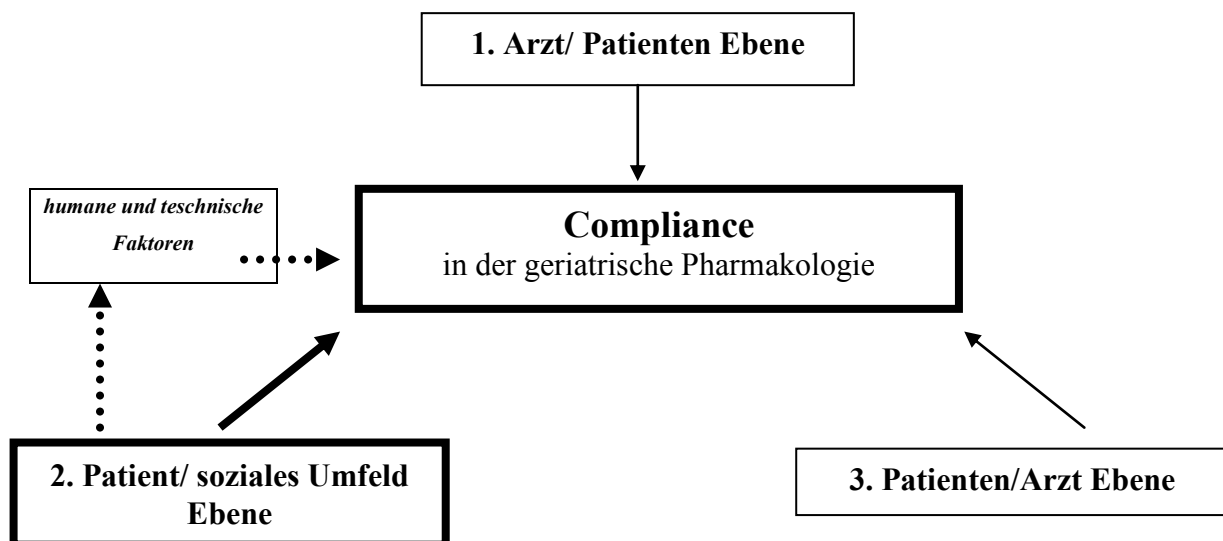 1. Arzt/ Patienten Ebene
humane und teschnische
Faktoren
Compliance
in der geriatrische Pharmakologie
2. Patient/ soziales Umfeld
Ebene
3. Patienten/Arzt Ebene